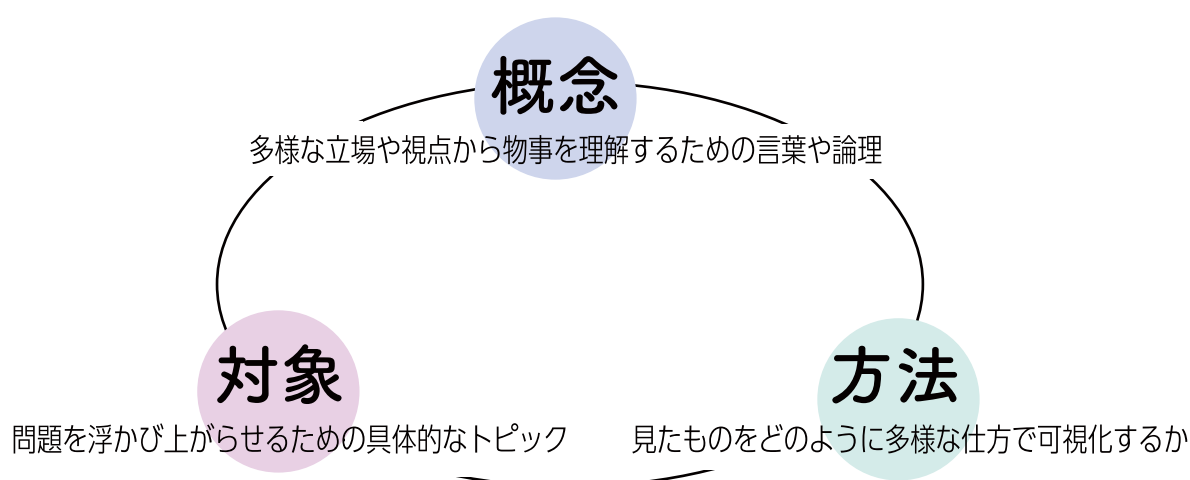 概念
多様な立場や視点から物事を理解するための言葉や論理
対象
問題を浮かび上がらせるための具体的なトピック
方法
見たものをどのように多様な仕方で可視化するか